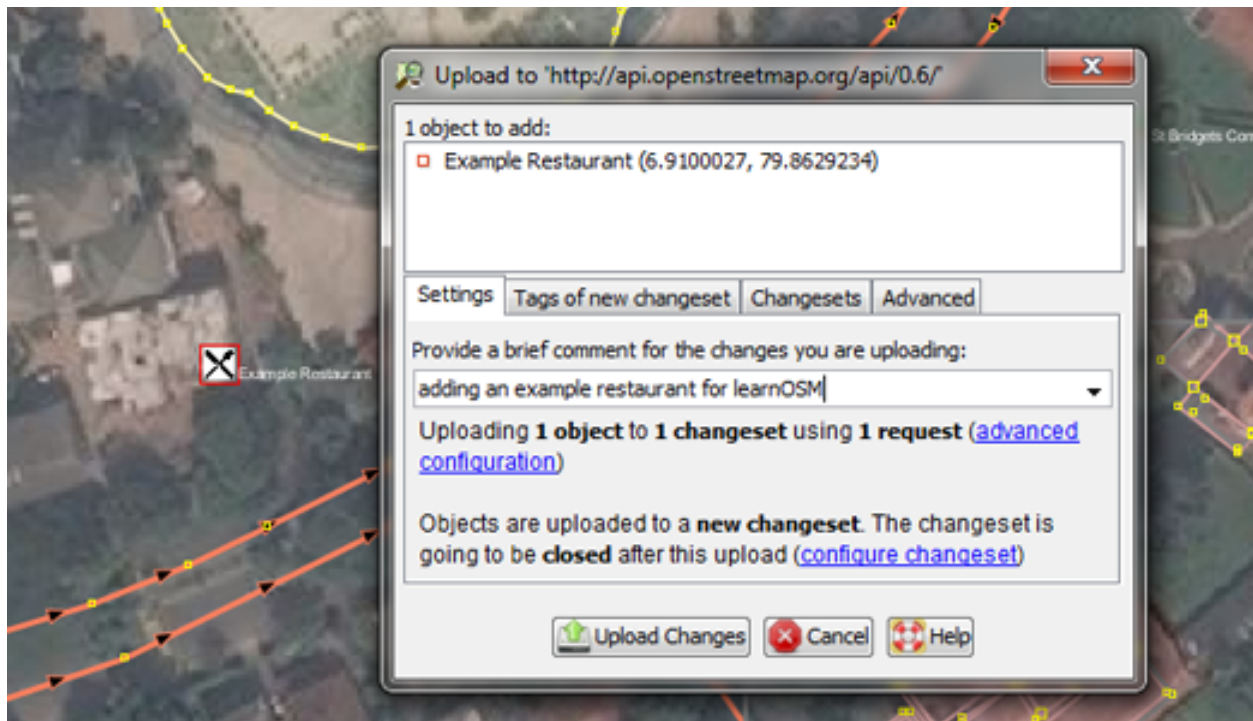 Upload to 'http://api.openstreetmap.org/api/0.6/'
X
1 object to add:
Example Restaurant (6.9100027, 79.8629234)
St Bridgets Con
Settings Tags of new changeset Changesets Advanced
Provide a brief comment for the changes you are uploading:
Example Restaurant
adding an example restaurant for learnOSM
Uploading 1 object to 1 changeset using 1 request (advanced
configuration)
Objects are uploaded to a new changeset. The changeset is
going to be closed after this upload (configure changeset)
Upload Changes Cancel Help